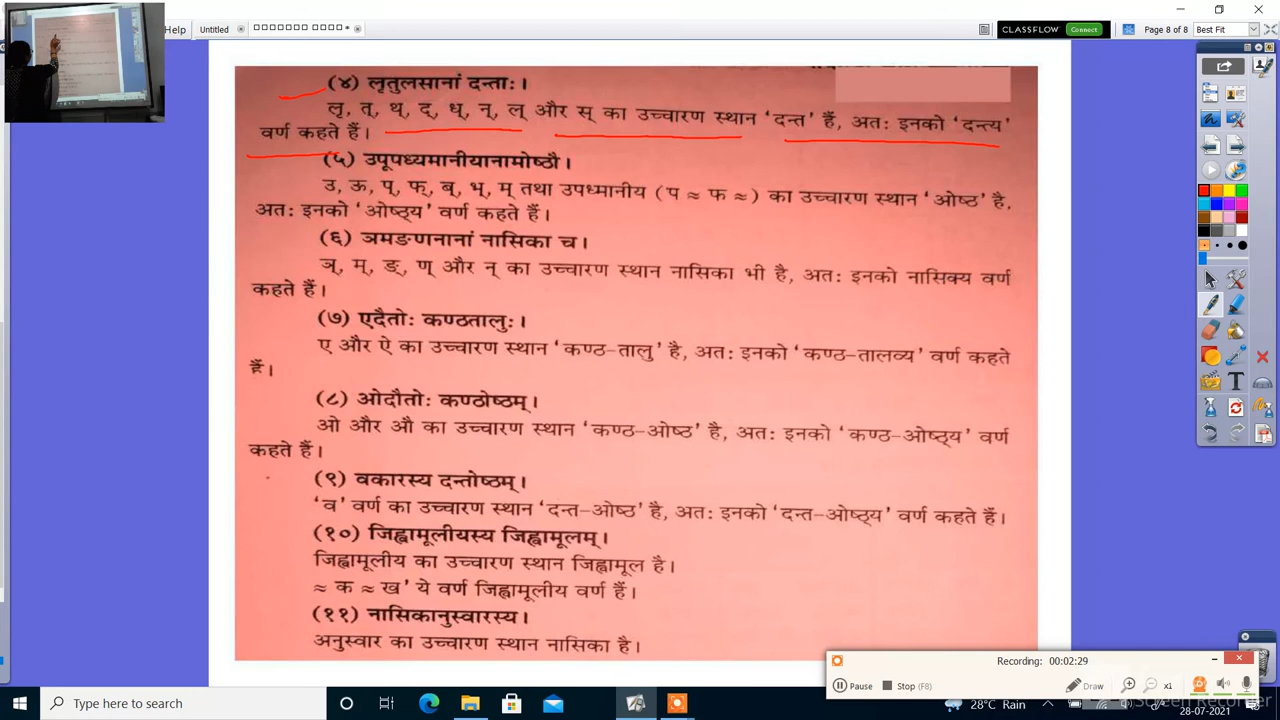 Help
Untitled
CLASSFLOW
Connect
Page 8 of 8
Best Fit
(४) लृतुलसानां दन्ताः।
लृ, त्, थ्, द्, ध्, न्, ल् और स् का उच्चारण स्थान ‘दन्त’ हैं, अतः इनको ‘दन्त्य’
वर्ण कहते हैं।
(५) उपूपध्यमानीयानामोष्ठौ।
उ, ऊ, प्, फ्, ब्, भ्, म् तथा उपध्मानीय (प ≈ फ ≈) का उच्चारण स्थान ‘ओष्ठ’ है,
अतः इनको ‘ओष्ठ्य’ वर्ण कहते हैं।
(६) ञमङणनानां नासिका च।
ञ्, म्, ङ्, ण् और न् का उच्चारण स्थान नासिका भी है, अतः इनको नासिक्य वर्ण
कहते हैं।
(७) एदैतोः कण्ठतालुः।
ए और ऐ का उच्चारण स्थान ‘कण्ठ-तालु’ है, अतः इनको ‘कण्ठ-तालव्य’ वर्ण कहते
हैं।
(८) ओदौतोः कण्ठोष्ठम्।
ओ और औ का उच्चारण स्थान ‘कण्ठ-ओष्ठ’ है, अतः इनको ‘कण्ठ-ओष्ठ्य’ वर्ण
कहते हैं।
(९) वकारस्य दन्तोष्ठम्।
‘व’ वर्ण का उच्चारण स्थान ‘दन्त-ओष्ठ’ है, अतः इनको ‘दन्त-ओष्ठ्य’ वर्ण कहते हैं।
(१०) जिह्वामूलीयस्य जिह्वामूलम्।
जिह्वामूलीय का उच्चारण स्थान जिह्वामूल है।
≈ क ≈ ख’ ये वर्ण जिह्वामूलीय वर्ण हैं।
(११) नासिकानुस्वारस्य।
अनुस्वार का उच्चारण स्थान नासिका है।
Recording: 00:02:29
Pause
Stop (F8)
Draw
x1
Screen Recorder
Type here to search
28°C Rain
28-07-2021